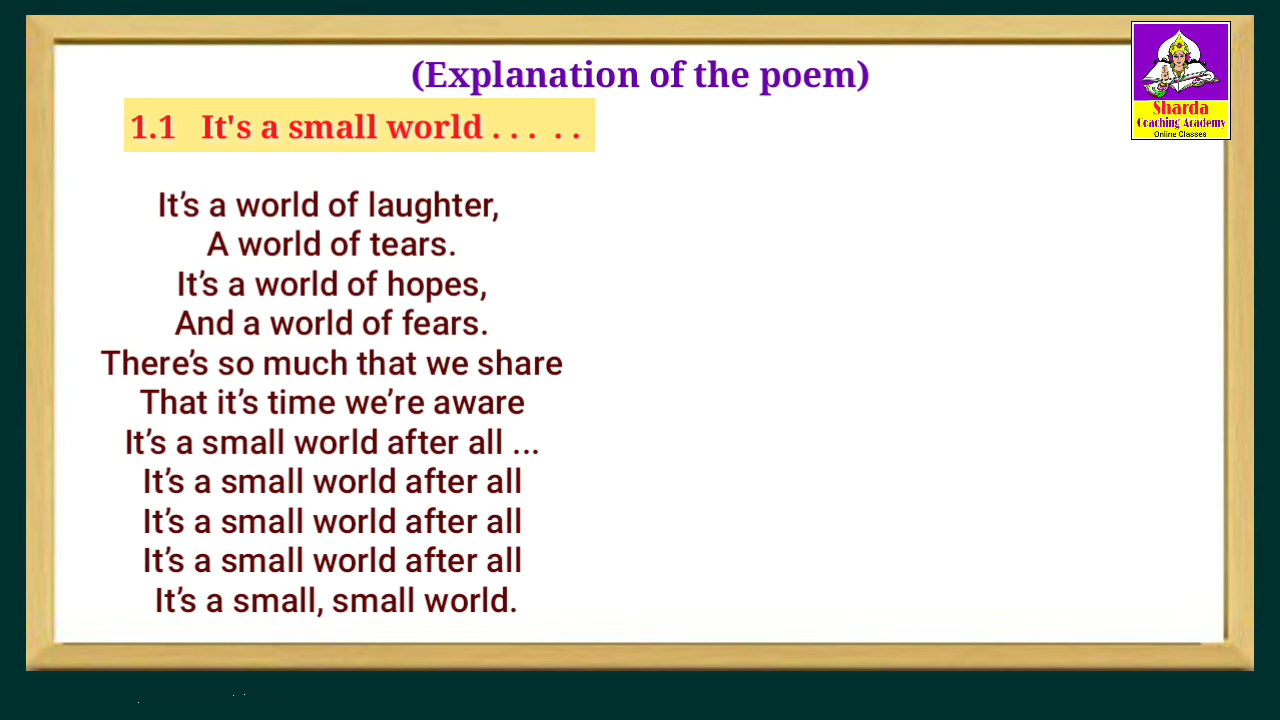 (Explanation of the poem)
1.1 It's a small world . . . . .
It’s a world of laughter,
A world of tears.
It’s a world of hopes,
And a world of fears.
There’s so much that we share
That it’s time we’re aware
It’s a small world after all ...
It’s a small world after all
It’s a small world after all
It’s a small world after all
It’s a small, small world.
Sharda
Coaching Academy
Online Classes